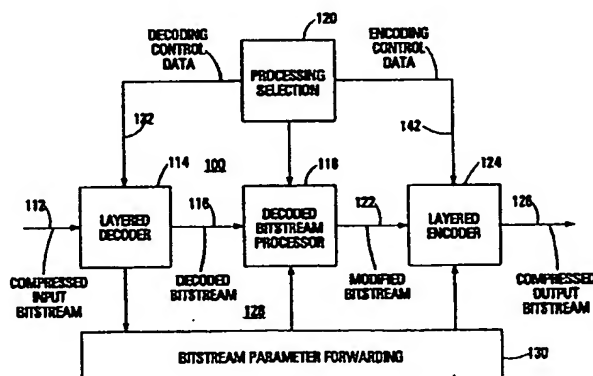 120
DECODING
CONTROL
DATA
ENCODING
CONTROL
DATA
PROCESSING
SELECTION
132
142
114
100
118
124
112
LAYERED
DECODER
116
DECODED
BITSTREAM
PROCESSOR
122
LAYERED
ENCODER
126
COMPRESSED
INPUT
BITSTREAM
DECODED
BITSTREAM
128
MODIFIED
BITSTREAM
COMPRESSED
OUTPUT
BITSTREAM
BITSTREAM PARAMETER FORWARDING
130